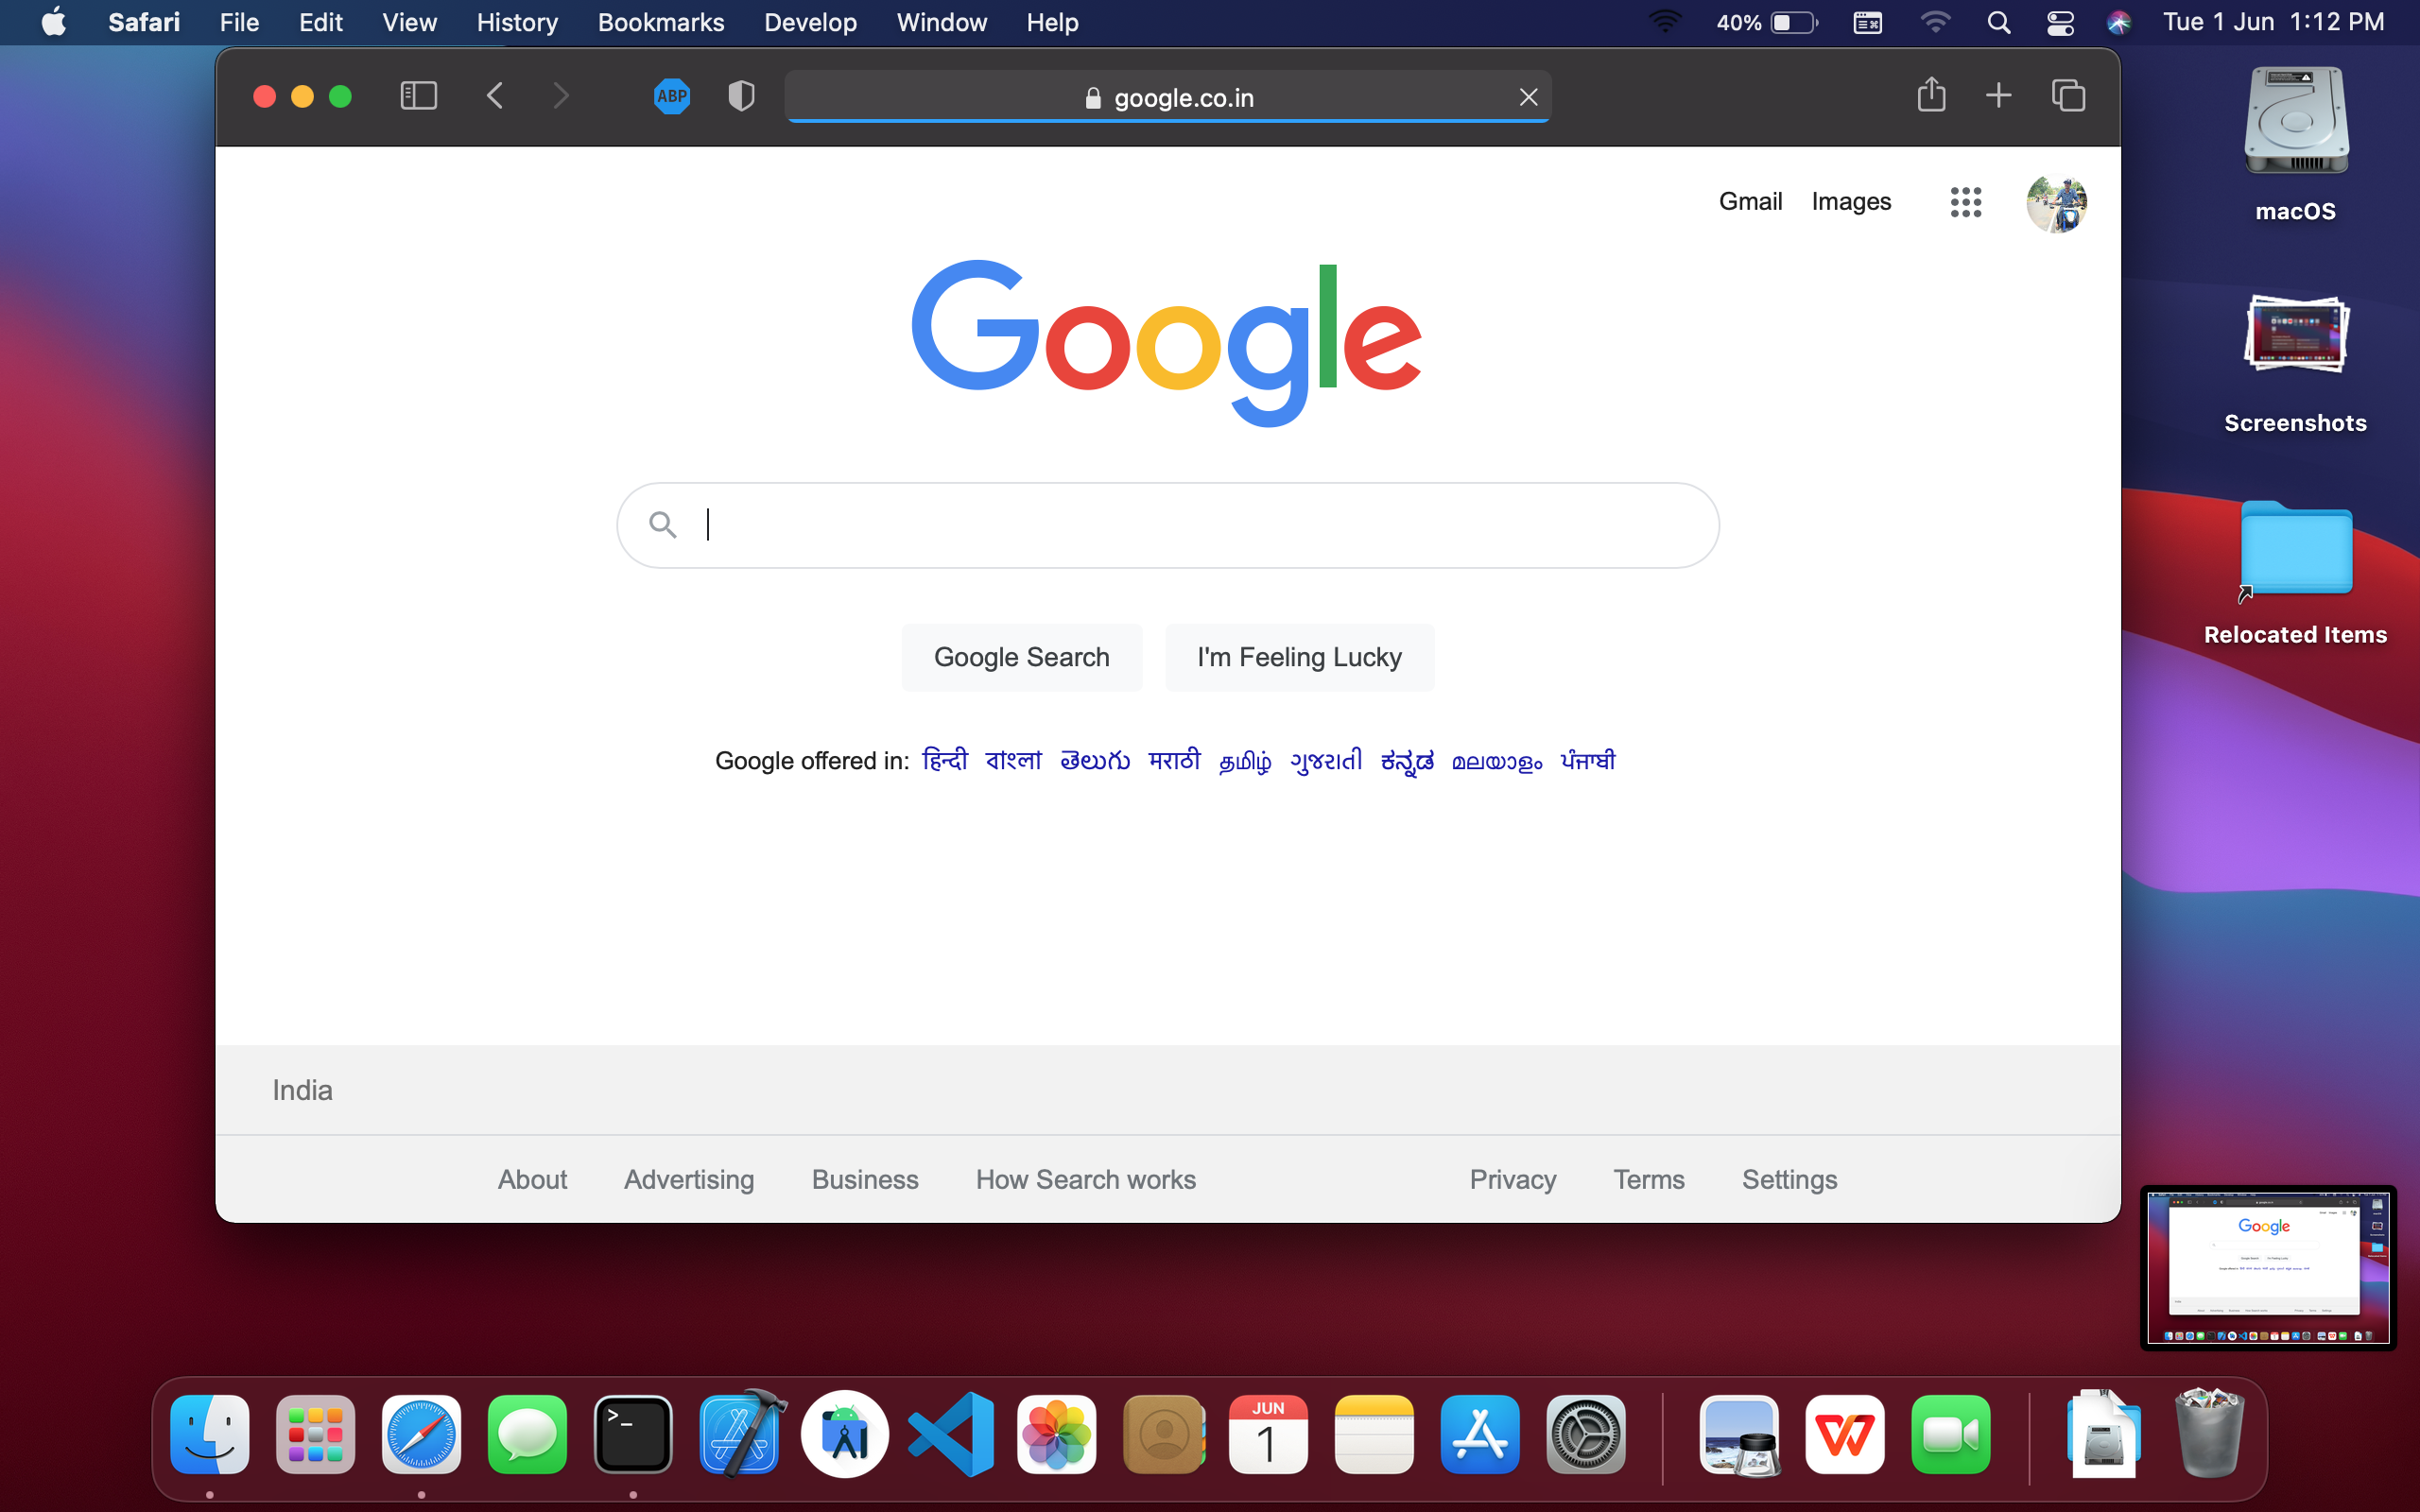 Safari File Edit View History Bookmarks Develop Window Help 40% Tue 1 Jun 1:12 PM
ABP google.co.in
Gmail Images
macOS
Google
Screenshots
Relocated Items
Google Search I'm Feeling Lucky
Google offered in: हिन्दी বাংলা తెలుగు मराठी தமிழ் ગુજરાતી ಕನ್ನಡ മലയാളം ਪੰਜਾਬੀ
India
About Advertising Business How Search works Privacy Terms Settings
Google
>_ JUN
1